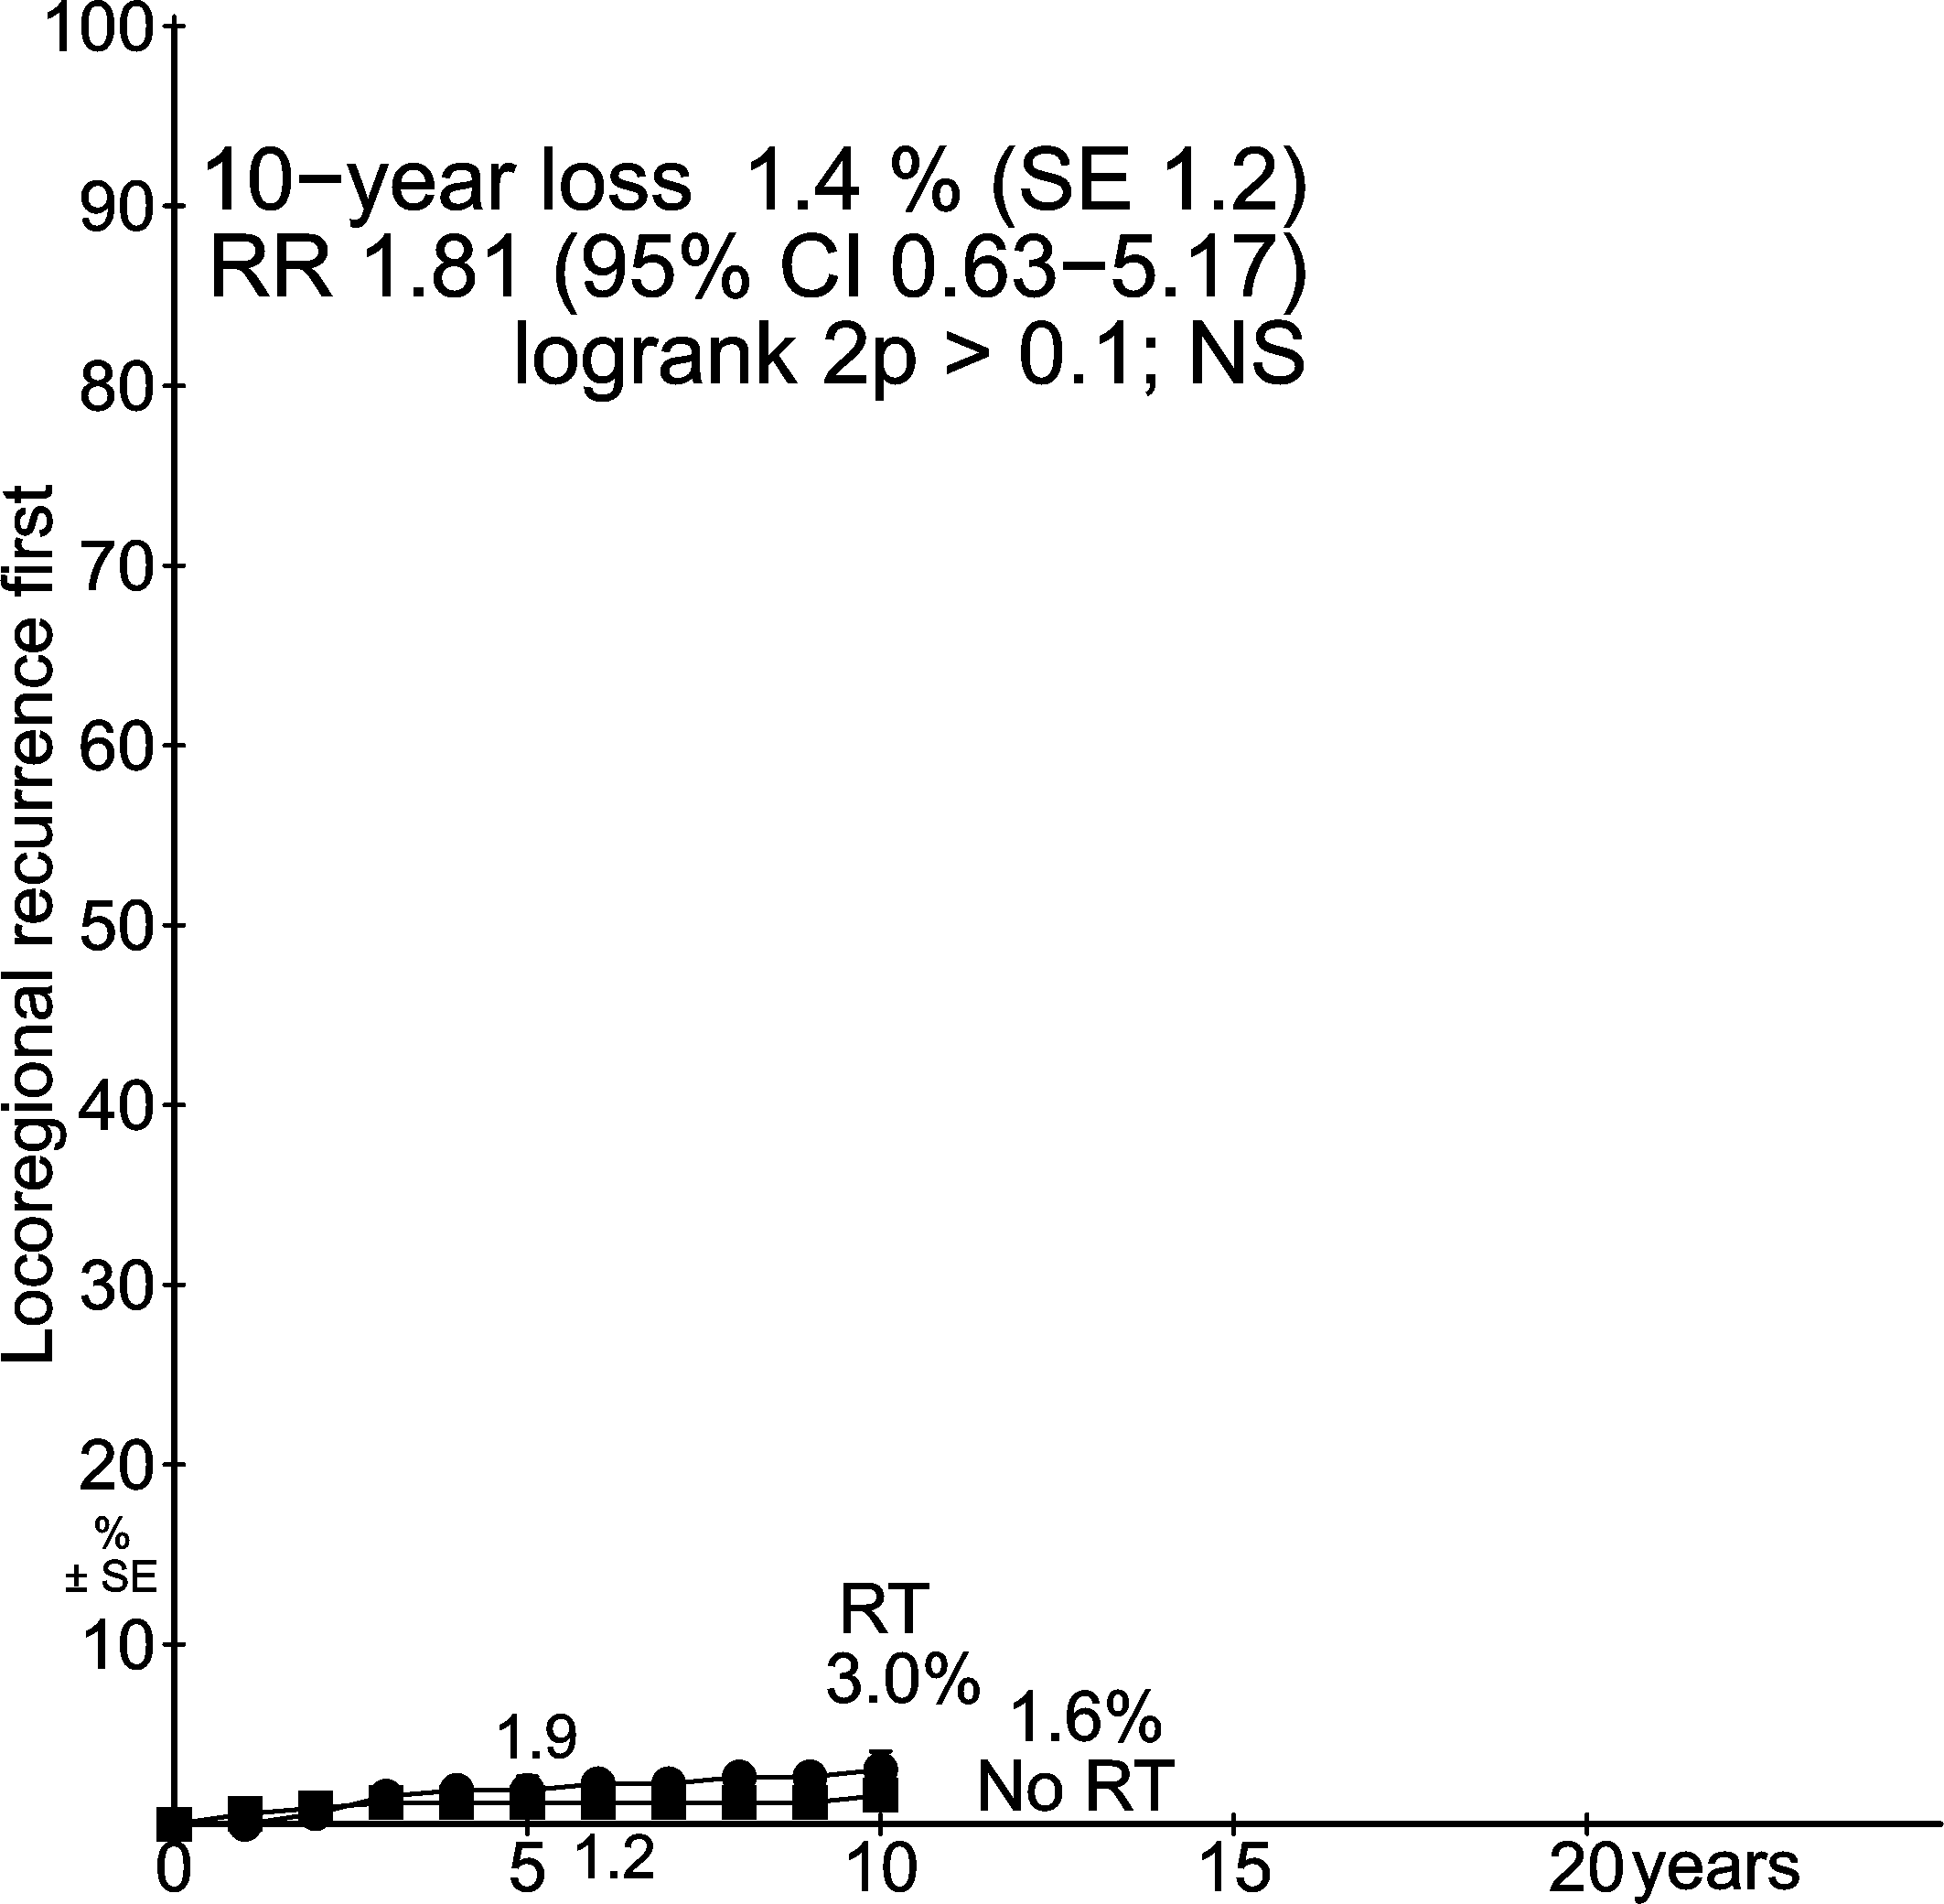 100
10−year loss 1.4 % (SE 1.2)
90
RR 1.81 (95% CI 0.63−5.17)
logrank 2p > 0.1; NS
80
70
60
50
40
30
20
%
± SE
10
Locoregional recurrence first
RT
3.0%
1.6%
No RT
1.9
1.2
0
5
10
15
20
years